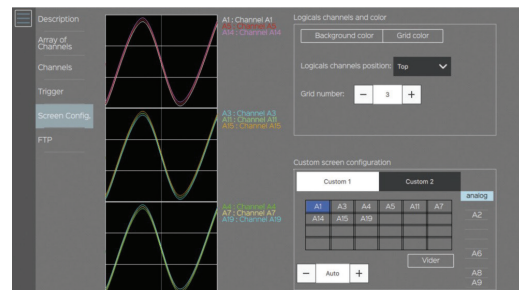 Description
Array of
Channels
Channels
Trigger
Screen Config.
FTP
A1 : Channel A1
A14 : Channel A14
A3 : Channel A3
A11 : Channel A11
A15 : Channel A15
A4 : Channel A4
A7 : Channel A7
A19 : Channel A19
Logicals channels and color
Background color
Grid color
Logicals channels position: Top
Grid number: − 3 +
Custom screen configuration
Custom 1
Custom 2
A1 A3 A4 A5 A11 A7
A14 A15 A19
Vider
− Auto +
analog
A2
A6
A8
A9